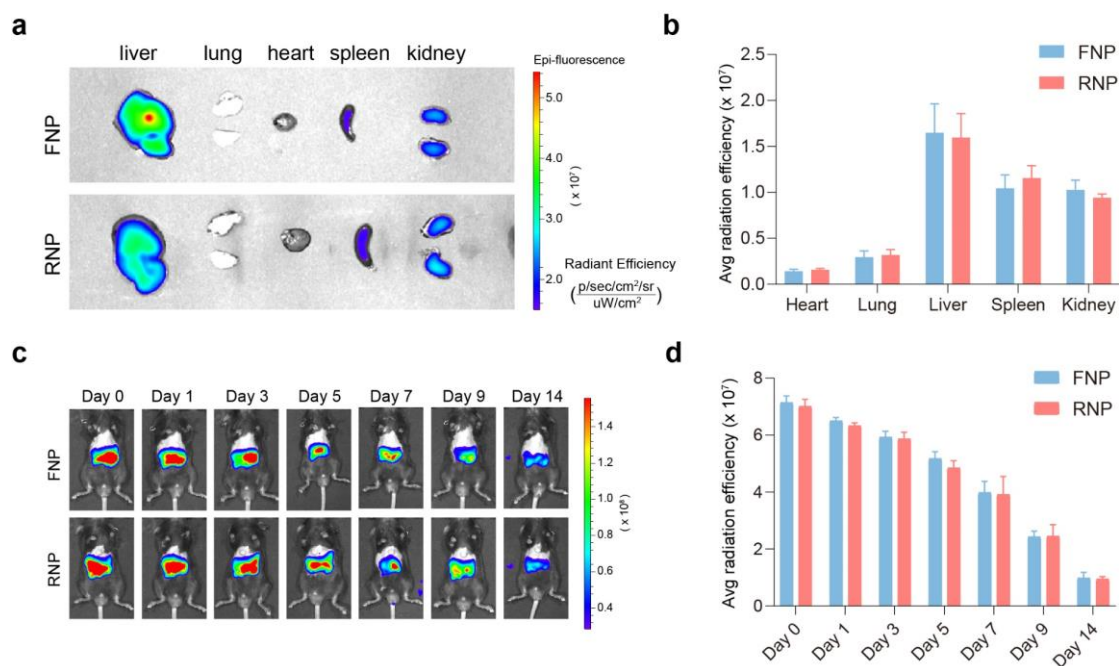 a
liver lung heart spleen kidney
FNP
RNP
Epi-fluorescence
5.0
4.0
3.0
2.0
( x 10⁷)
Radiant Efficiency
(p/sec/cm²/sr
uW/cm²)
b
FNP
RNP
Avg radiation efficiency (x 10⁷)
2.5
2.0
1.5
1.0
0.5
0.0
Heart Lung Liver Spleen Kidney
c
Day 0 Day 1 Day 3 Day 5 Day 7 Day 9 Day 14
FNP
RNP
1.4
1.2
1.0
0.8
0.6
0.4
( x 10⁸)
d
FNP
RNP
Avg radiation efficiency (x 10⁷)
8
6
4
2
0
Day 0 Day 1 Day 3 Day 5 Day 7 Day 9 Day 14